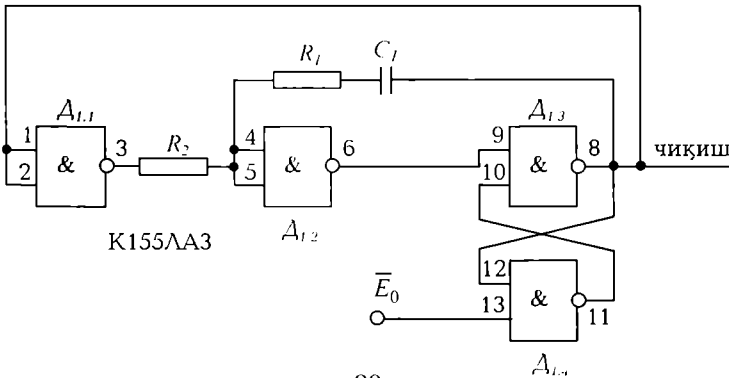 R₁ C₁
Д1.1 Д1.3
1 3 R₂ 4 6 9 8 чиқиш
2 & 5 & 10 &
К155ЛА3 Д1.2
12
Ē₀ 13 & 11
Д1.4